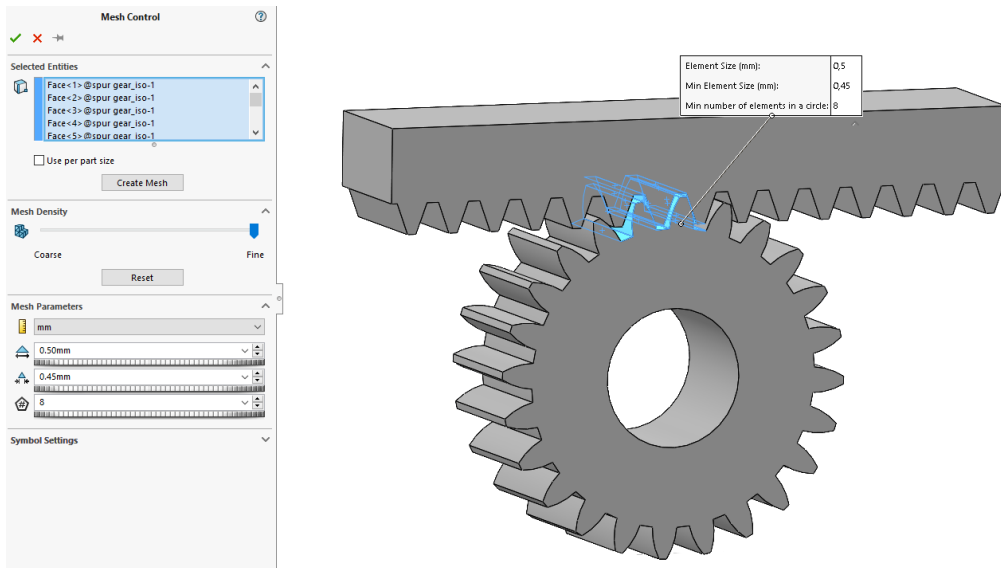 Mesh Control
Selected Entities
Face<1>@spur gear_iso-1
Face<2>@spur gear_iso-1
Face<3>@spur gear_iso-1
Face<4>@spur gear_iso-1
Face<5>@spur gear_iso-1
Use per part size
Create Mesh
Mesh Density
Coarse Fine
Reset
Mesh Parameters
mm
0.50mm
0.45mm
8
Symbol Settings
Element Size (mm): 0,5
Min Element Size (mm): 0,45
Min number of elements in a circle: 8